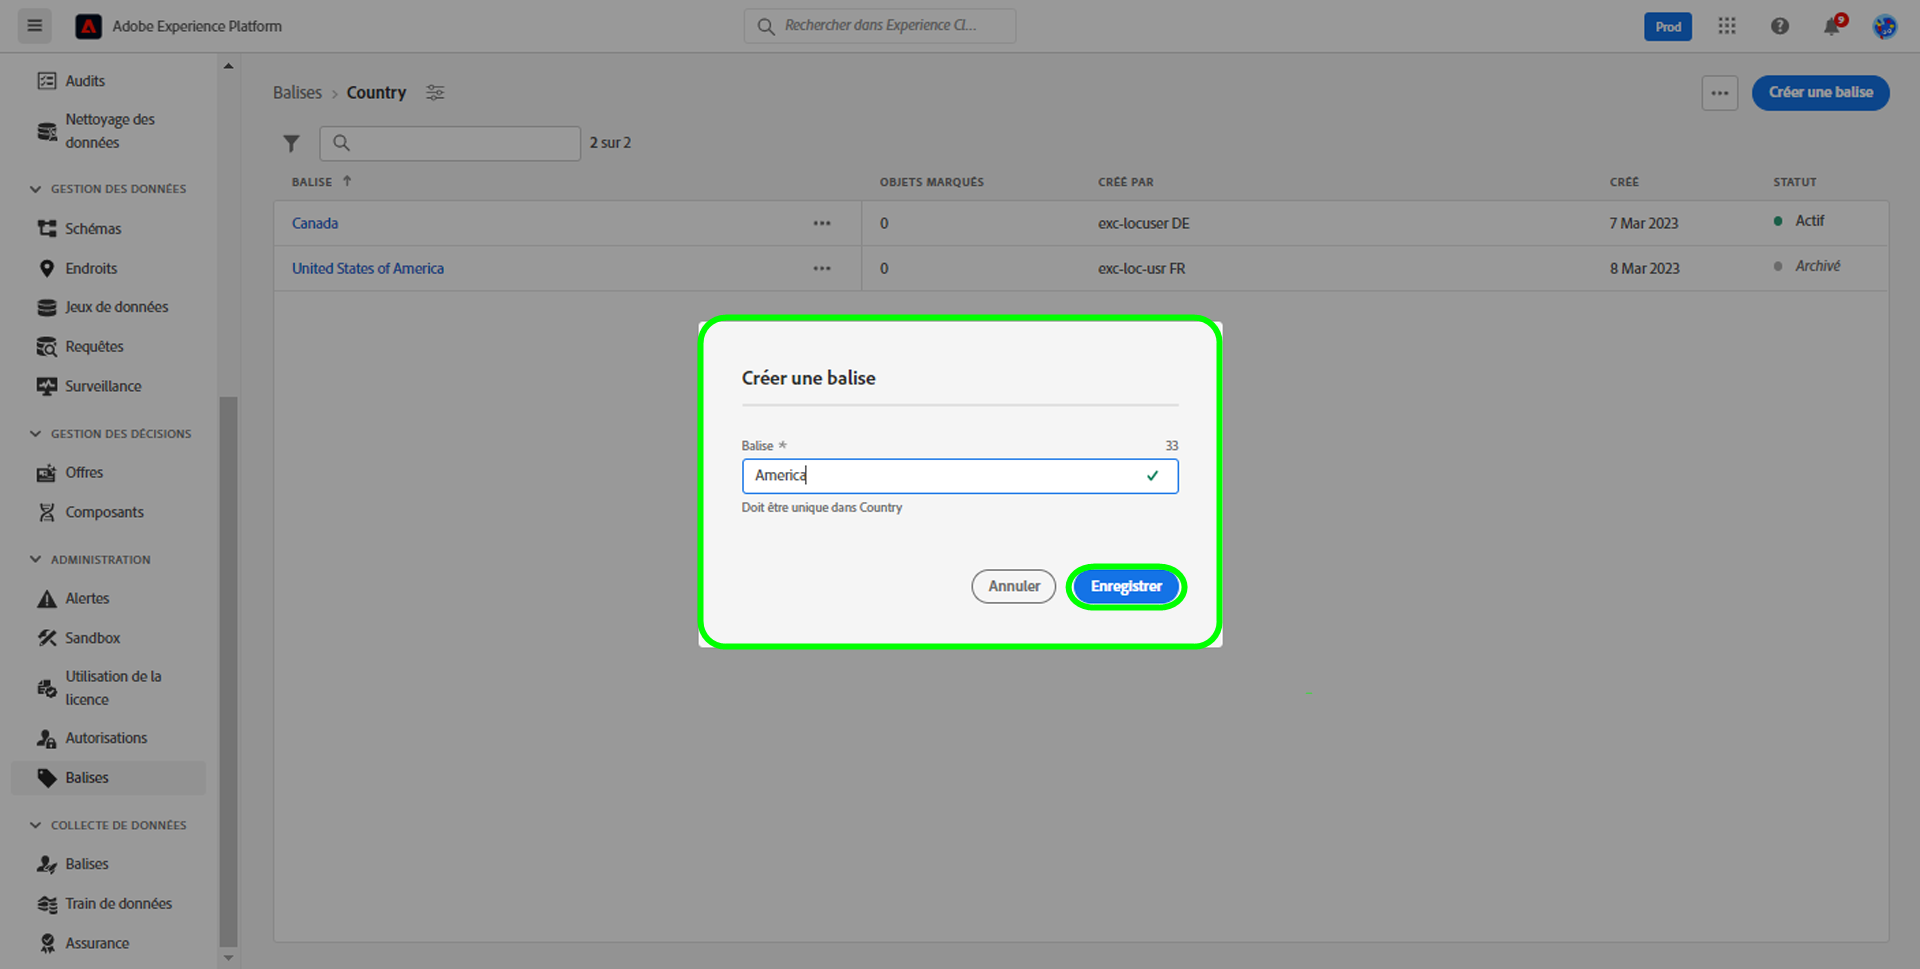 Adobe Experience Platform
Rechercher dans Experience Cl...
Prod
9
Audits
Nettoyage des
données
GESTION DES DONNÉES
Schémas
Endroits
Jeux de données
Requêtes
Surveillance
GESTION DES DÉCISIONS
Offres
Composants
ADMINISTRATION
Alertes
Sandbox
Utilisation de la
licence
Autorisations
Balises
COLLECTE DE DONNÉES
Balises
Train de données
Assurance
Balises > Country
Créer une balise
2 sur 2
BALISE OBJETS MARQUÉS CRÉÉ PAR CRÉÉ STATUT
Canada 0 exc-locuser DE 7 Mar 2023 Actif
United States of America 0 exc-loc-usr FR 8 Mar 2023 Archivé
Créer une balise
Balise * 33
America
Doit être unique dans Country
Annuler Enregistrer